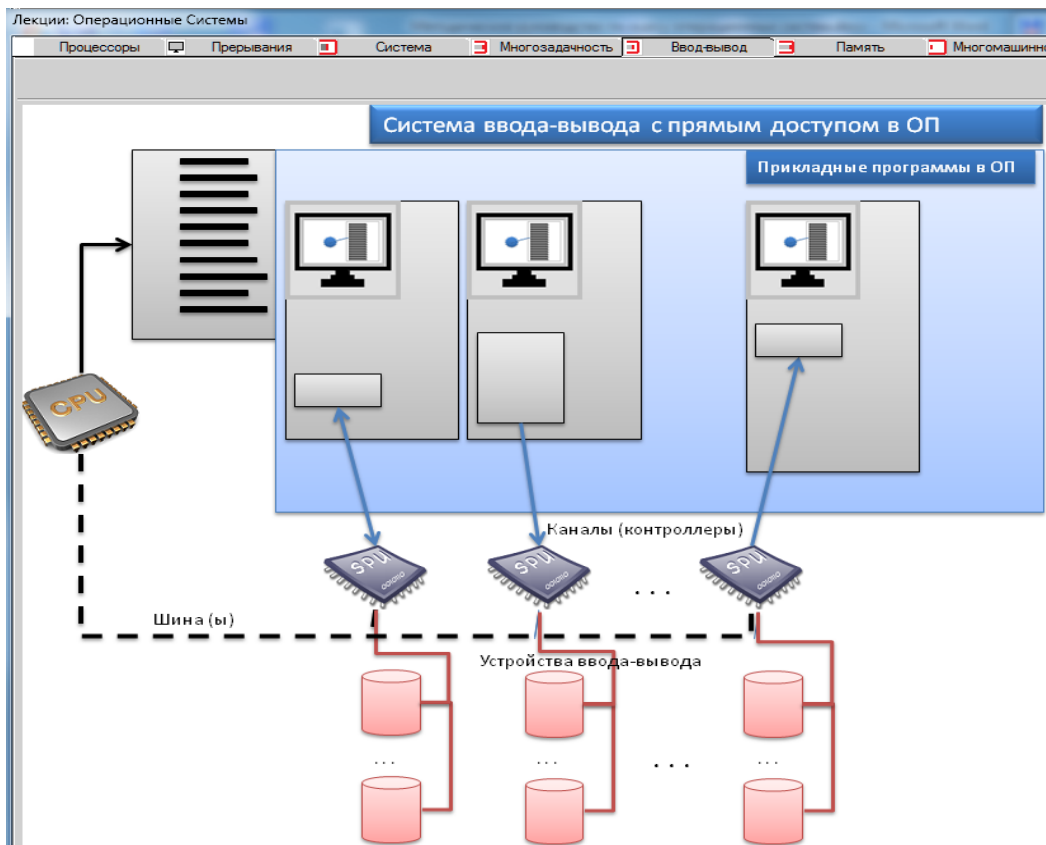 Лекции: Операционные Системы
Процессоры Прерывания Система Многозадачность Ввод-вывод Память Многомашинно
Система ввода-вывода с прямым доступом в ОП
Прикладные программы в ОП
CPU
Каналы (контроллеры)
SPU SPU SPU
. . .
Шина (ы)
Устройства ввода-вывода
... ... . . . ...